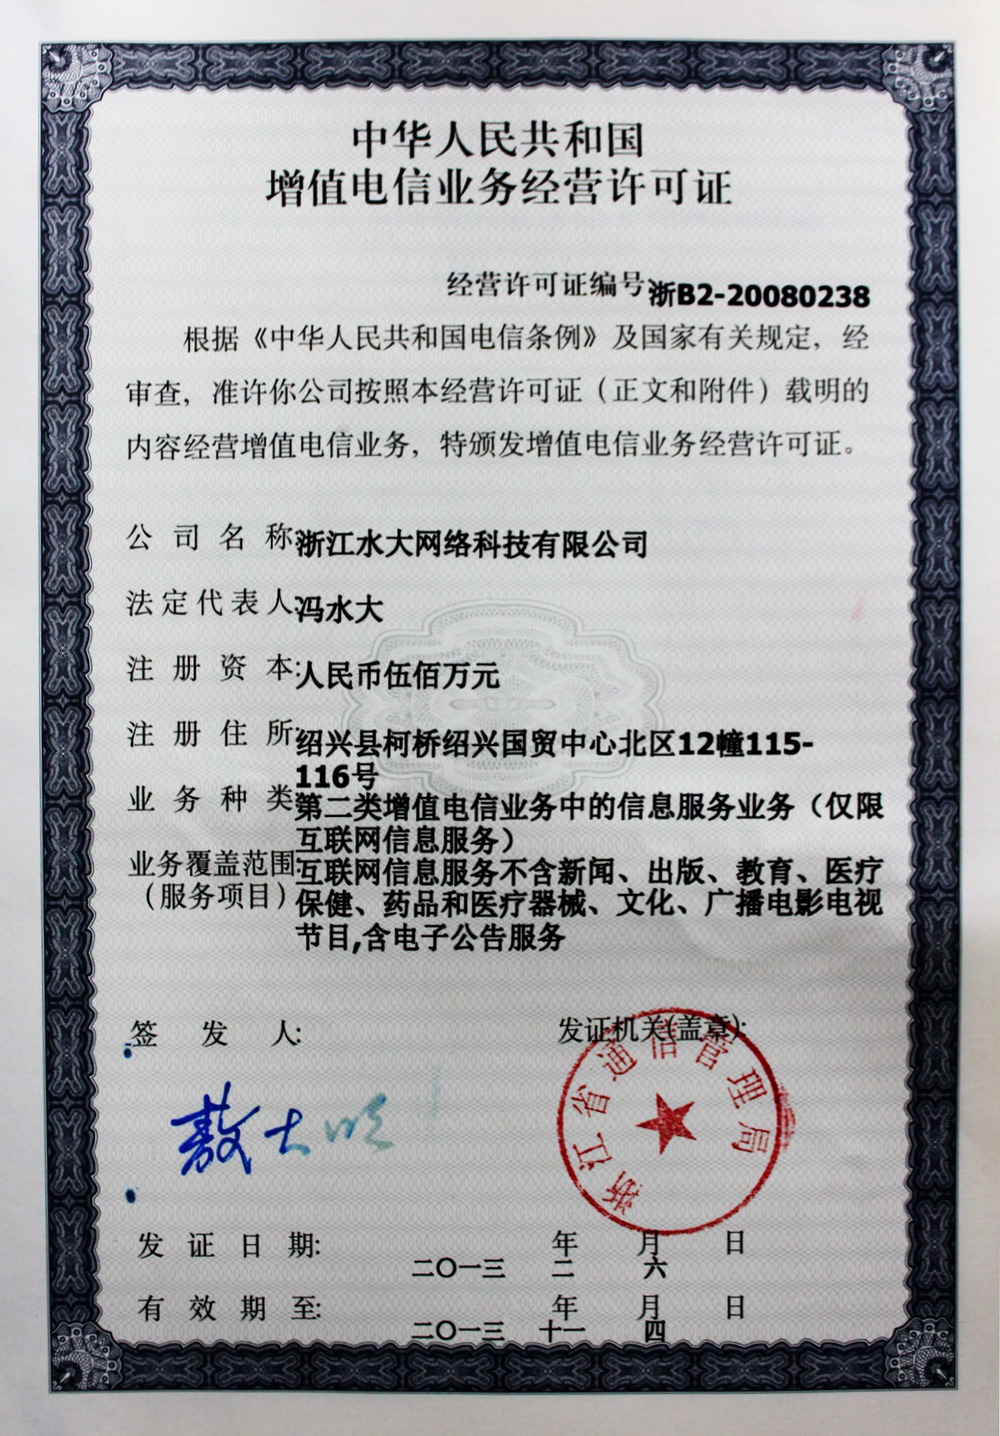 中华人民共和国
增值电信业务经营许可证
经营许可证编号:浙B2-20080238
根据《中华人民共和国电信条例》及国家有关规定，经
审查，准许你公司按照本经营许可证（正文和附件）载明的
内容经营增值电信业务，特颁发增值电信业务经营许可证。
公司名称:浙江水大网络科技有限公司
法定代表人:冯水大
注册资本:人民币伍佰万元
注册住所:绍兴县柯桥绍兴国贸中心北区12幢115-
116号
业务种类:第二类增值电信业务中的信息服务业务（仅限
互联网信息服务）
业务覆盖范围:互联网信息服务不含新闻、出版、教育、医疗
（服务项目）保健、药品和医疗器械、文化、广播电影电视
节目,含电子公告服务
签发人:
发证机关(盖章):
浙江省通信管理局
发证日期: 年 月 日
二〇一三 二 六
有效期至: 年 月 日
二〇一三 十一 四